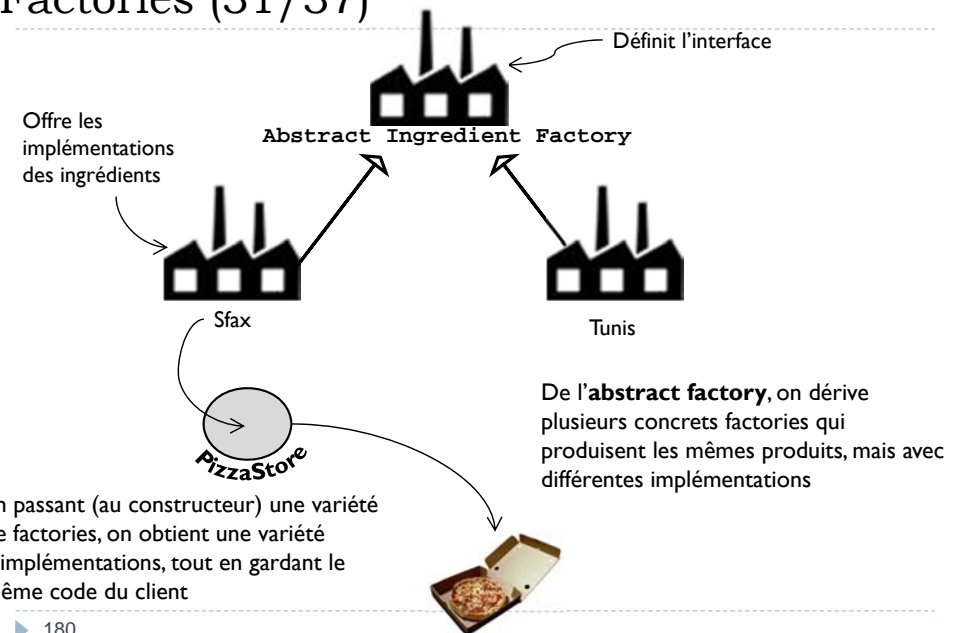 Factories (31/37)
Définit l'interface
Offre les
implémentations
des ingrédients
Abstract Ingredient Factory
Sfax
Tunis
PizzaStore
De l'abstract factory, on dérive
plusieurs concrets factories qui
produisent les mêmes produits, mais avec
différentes implémentations
n passant (au constructeur) une variété
e factories, on obtient une variété
implémentations, tout en gardant le
ême code du client
180